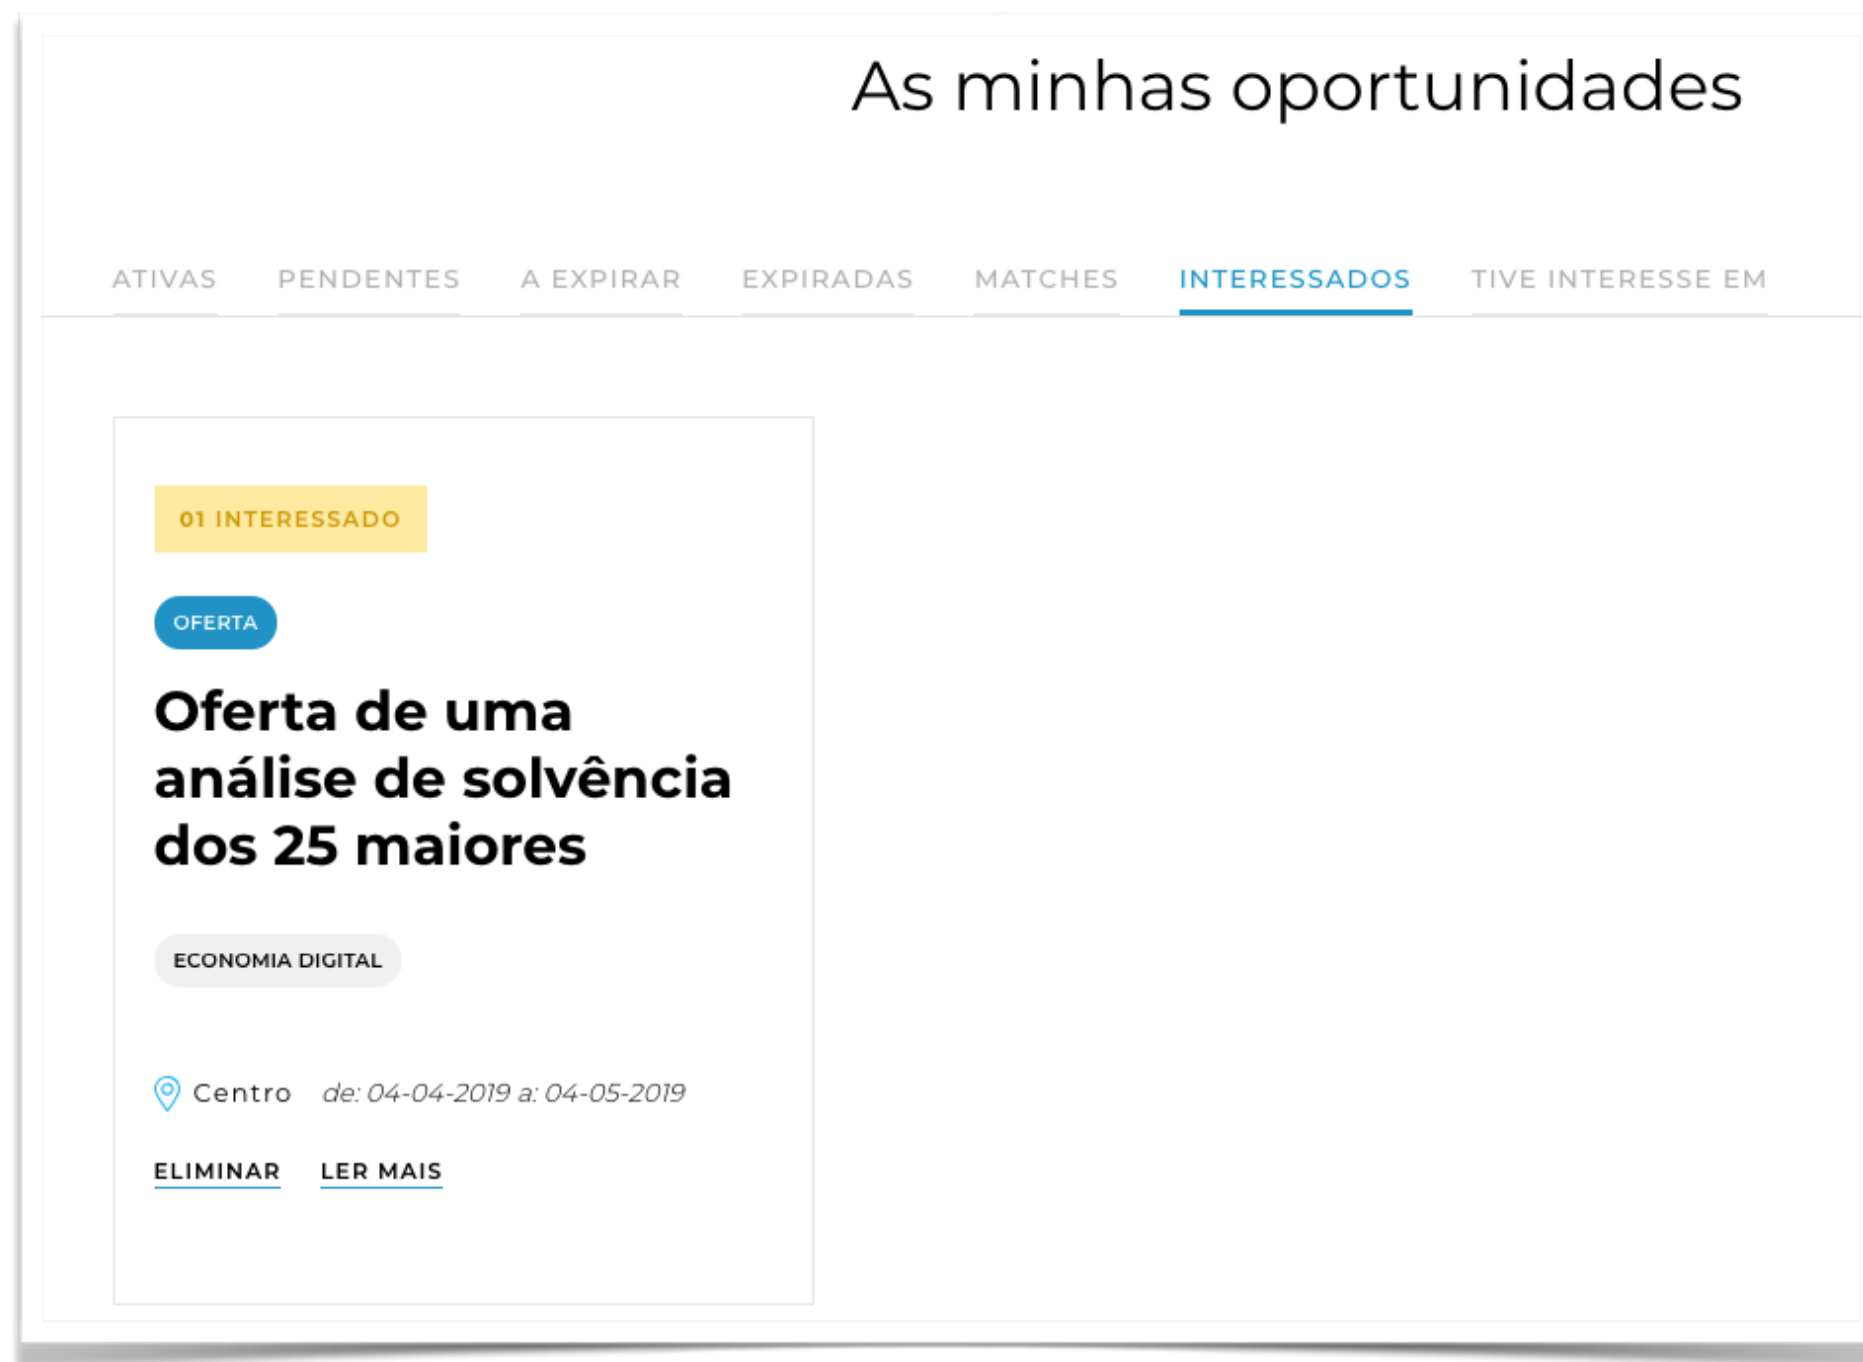 As minhas oportunidades
ATIVAS PENDENTES A EXPIRAR EXPIRADAS MATCHES INTERESSADOS TIVE INTERESSE EM
01 INTERESSADO
OFERTA
Oferta de uma
análise de solvência
dos 25 maiores
ECONOMIA DIGITAL
Centro de: 04-04-2019 a: 04-05-2019
ELIMINAR LER MAIS